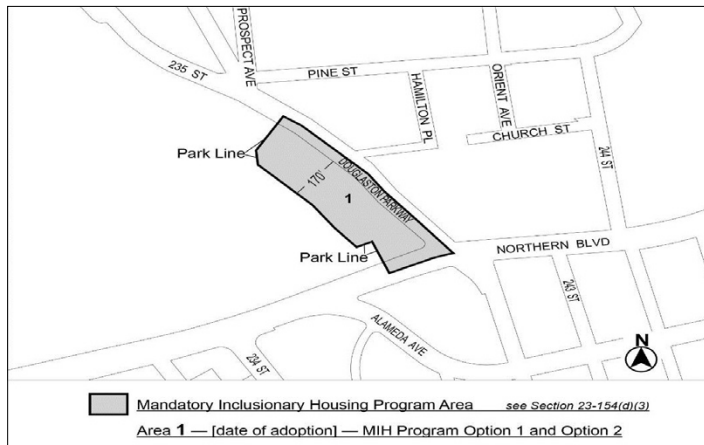 PROSPECT AVE
235 ST
PINE ST
HAMILTON PL
ORIENT AVE
CHURCH ST
244 ST
Park Line
170'
DOUGLASTON PARKWAY
1
Park Line
NORTHERN BLVD
243 ST
ALAMEDA AVE
234 ST
N
Mandatory Inclusionary Housing Program Area see Section 23-154(d)(3)
Area 1 — [date of adoption] — MIH Program Option 1 and Option 2